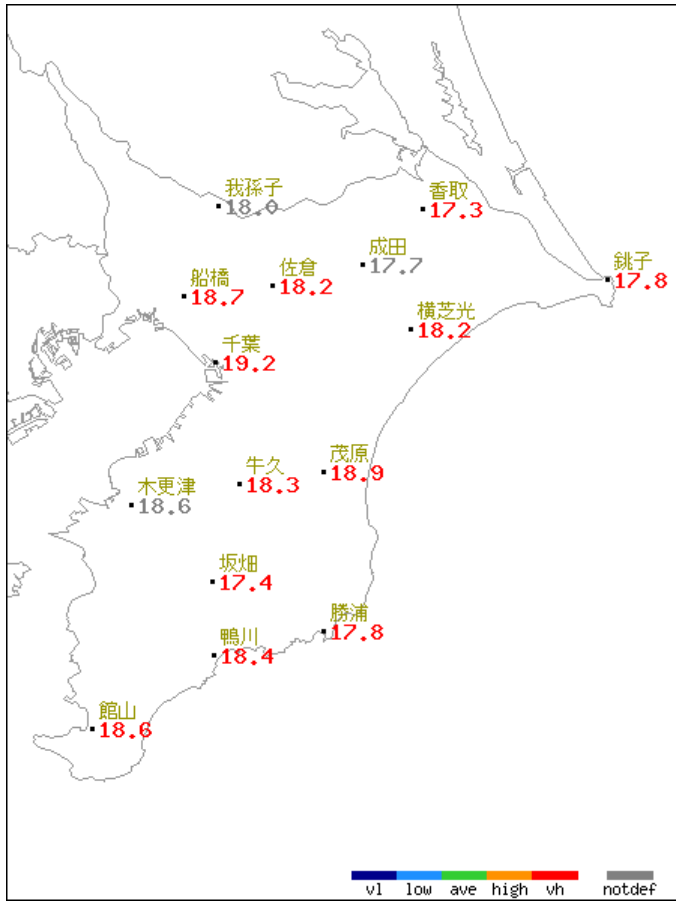 我孫子
18.0
香取
17.3
成田
17.7
銚子
17.8
船橋
18.7
佐倉
18.2
横芝光
18.2
千葉
19.2
茂原
18.9
牛久
18.3
木更津
18.6
坂畑
17.4
勝浦
17.8
鴨川
18.4
館山
18.6
vl low ave high vh notdef